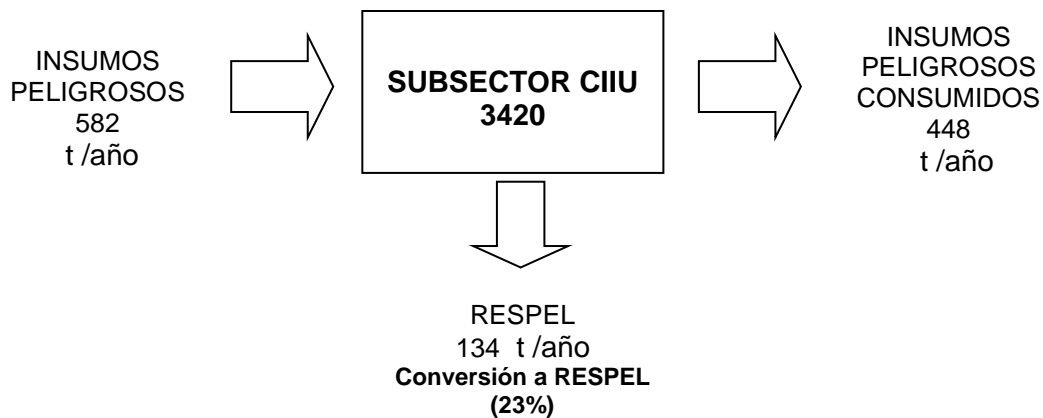 INSUMOS
PELIGROSOS
582
t /año
SUBSECTOR CIIU
3420
INSUMOS
PELIGROSOS
CONSUMIDOS
448
t /año
RESPEL
134 t /año
Conversión a RESPEL
(23%)